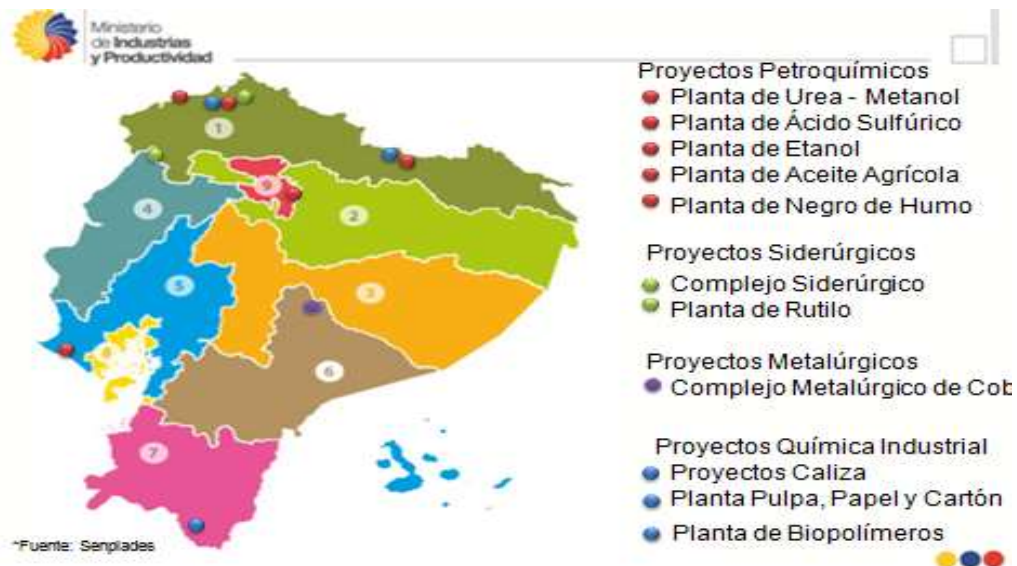 Ministerio
de Industrias
y Productividad
Proyectos Petroquímicos
Planta de Urea - Metanol
Planta de Ácido Sulfúrico
Planta de Etanol
Planta de Aceite Agrícola
Planta de Negro de Humo
Proyectos Siderúrgicos
Complejo Siderúrgico
Planta de Rutilo
Proyectos Metalúrgicos
Complejo Metalúrgico de Cob
Proyectos Química Industrial
Proyectos Caliza
Planta Pulpa, Papel y Cartón
Planta de Biopolímeros
1
9
4
2
5
3
6
7
*Fuente: Senplades